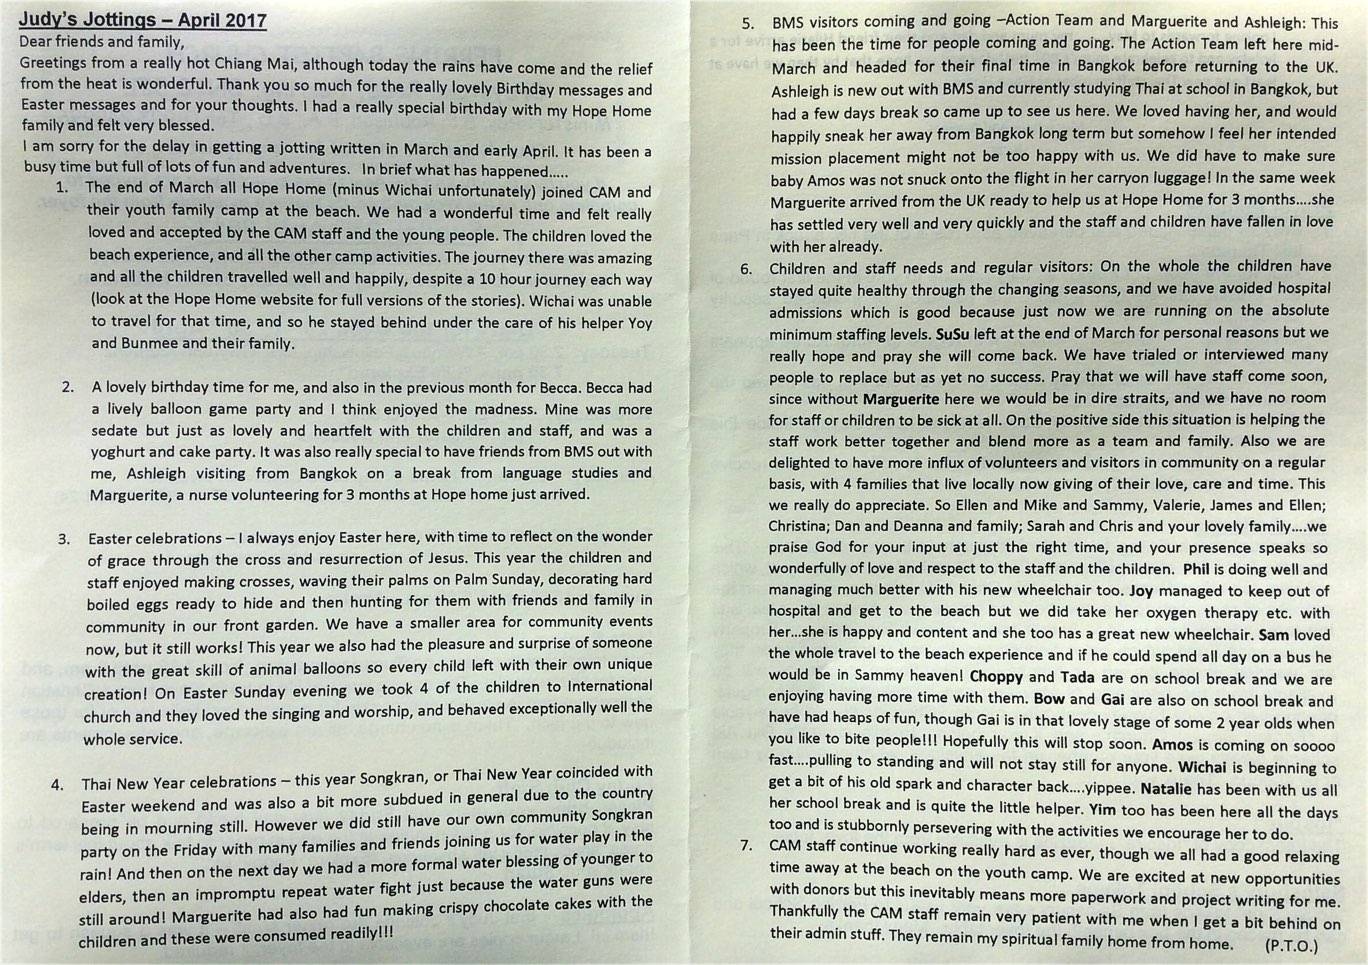 Judy's Jottings – April 2017
Dear friends and family,
Greetings from a really hot Chiang Mai, although today the rains have come and the relief
from the heat is wonderful. Thank you so much for the really lovely Birthday messages and
Easter messages and for your thoughts. I had a really special birthday with my Hope Home
family and felt very blessed.
I am sorry for the delay in getting a jotting written in March and early April. It has been a
busy time but full of lots of fun and adventures. In brief what has happened.....
1. The end of March all Hope Home (minus Wichai unfortunately) joined CAM and
their youth family camp at the beach. We had a wonderful time and felt really
loved and accepted by the CAM staff and the young people. The children loved the
beach experience, and all the other camp activities. The journey there was amazing
and all the children travelled well and happily, despite a 10 hour journey each way
(look at the Hope Home website for full versions of the stories). Wichai was unable
to travel for that time, and so he stayed behind under the care of his helper Yoy
and Bunmee and their family.
2. A lovely birthday time for me, and also in the previous month for Becca. Becca had
a lively balloon game party and I think enjoyed the madness. Mine was more
sedate but just as lovely and heartfelt with the children and staff, and was a
yoghurt and cake party. It was also really special to have friends from BMS out with
me, Ashleigh visiting from Bangkok on a break from language studies and
Marguerite, a nurse volunteering for 3 months at Hope home just arrived.
3. Easter celebrations – I always enjoy Easter here, with time to reflect on the wonder
of grace through the cross and resurrection of Jesus. This year the children and
staff enjoyed making crosses, waving their palms on Palm Sunday, decorating hard
boiled eggs ready to hide and then hunting for them with friends and family in
community in our front garden. We have a smaller area for community events
now, but it still works! This year we also had the pleasure and surprise of someone
with the great skill of animal balloons so every child left with their own unique
creation! On Easter Sunday evening we took 4 of the children to International
church and they loved the singing and worship, and behaved exceptionally well the
whole service.
4. Thai New Year celebrations – this year Songkran, or Thai New Year coincided with
Easter weekend and was also a bit more subdued in general due to the country
being in mourning still. However we did still have our own community Songkran
party on the Friday with many families and friends joining us for water play in the
rain! And then on the next day we had a more formal water blessing of younger to
elders, then an impromptu repeat water fight just because the water guns were
still around! Marguerite had also had fun making crispy chocolate cakes with the
children and these were consumed readily!!!
5. BMS visitors coming and going –Action Team and Marguerite and Ashleigh: This
has been the time for people coming and going. The Action Team left here mid-
March and headed for their final time in Bangkok before returning to the UK.
Ashleigh is new out with BMS and currently studying Thai at school in Bangkok, but
had a few days break so came up to see us here. We loved having her, and would
happily sneak her away from Bangkok long term but somehow I feel her intended
mission placement might not be too happy with us. We did have to make sure
baby Amos was not snuck onto the flight in her carryon luggage! In the same week
Marguerite arrived from the UK ready to help us at Hope Home for 3 months....she
has settled very well and very quickly and the staff and children have fallen in love
with her already.
6. Children and staff needs and regular visitors: On the whole the children have
stayed quite healthy through the changing seasons, and we have avoided hospital
admissions which is good because just now we are running on the absolute
minimum staffing levels. SuSu left at the end of March for personal reasons but we
really hope and pray she will come back. We have trialed or interviewed many
people to replace but as yet no success. Pray that we will have staff come soon,
since without Marguerite here we would be in dire straits, and we have no room
for staff or children to be sick at all. On the positive side this situation is helping the
staff work better together and blend more as a team and family. Also we are
delighted to have more influx of volunteers and visitors in community on a regular
basis, with 4 families that live locally now giving of their love, care and time. This
we really do appreciate. So Ellen and Mike and Sammy, Valerie, James and Ellen;
Christina; Dan and Deanna and family; Sarah and Chris and your lovely family....we
praise God for your input at just the right time, and your presence speaks so
wonderfully of love and respect to the staff and the children. Phil is doing well and
managing much better with his new wheelchair too. Joy managed to keep out of
hospital and get to the beach but we did take her oxygen therapy etc. with
her...she is happy and content and she too has a great new wheelchair. Sam loved
the whole travel to the beach experience and if he could spend all day on a bus he
would be in Sammy heaven! Choppy and Tada are on school break and we are
enjoying having more time with them. Bow and Gai are also on school break and
have had heaps of fun, though Gai is in that lovely stage of some 2 year olds when
you like to bite people!!! Hopefully this will stop soon. Amos is coming on soooo
fast....pulling to standing and will not stay still for anyone. Wichai is beginning to
get a bit of his old spark and character back....yippee. Natalie has been with us all
her school break and is quite the little helper. Yim too has been here all the days
too and is stubbornly persevering with the activities we encourage her to do.
7. CAM staff continue working really hard as ever, though we all had a good relaxing
time away at the beach on the youth camp. We are excited at new opportunities
with donors but this inevitably means more paperwork and project writing for me.
Thankfully the CAM staff remain very patient with me when I get a bit behind on
their admin stuff. They remain my spiritual family home from home. (P.T.O.)